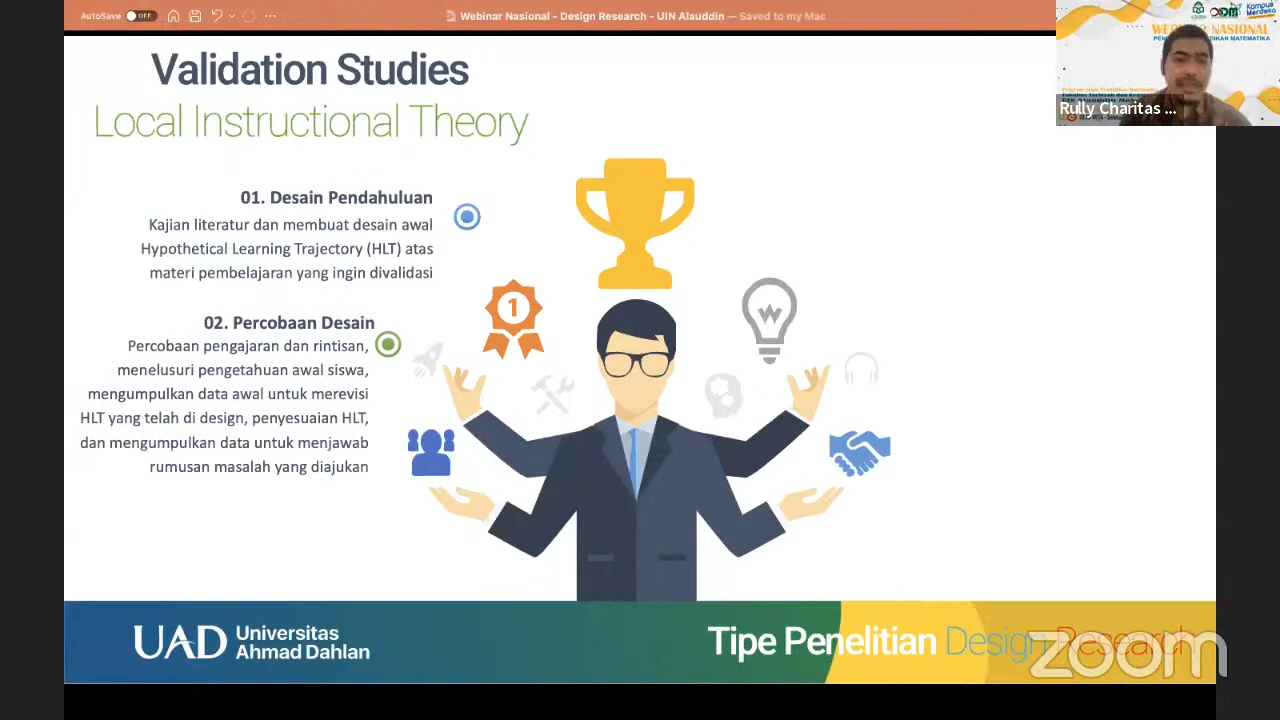 AutoSave OFF
Webinar Nasional - Design Research - UIN Alauddin — Saved to my Mac
Validation Studies
Local Instructional Theory
01. Desain Pendahuluan
Kajian literatur dan membuat desain awal
Hypothetical Learning Trajectory (HLT) atas
materi pembelajaran yang ingin divalidasi
02. Percobaan Desain
Percobaan pengajaran dan rintisan,
menelusuri pengetahuan awal siswa,
mengumpulkan data awal untuk merevisi
HLT yang telah di design, penyesuaian HLT,
dan mengumpulkan data untuk menjawab
rumusan masalah yang diajukan
1
UAD Universitas
Ahmad Dahlan
Tipe Penelitian Design Research
zoom
Kampus
Merdeka
NASIONAL
Rully Charitas ...